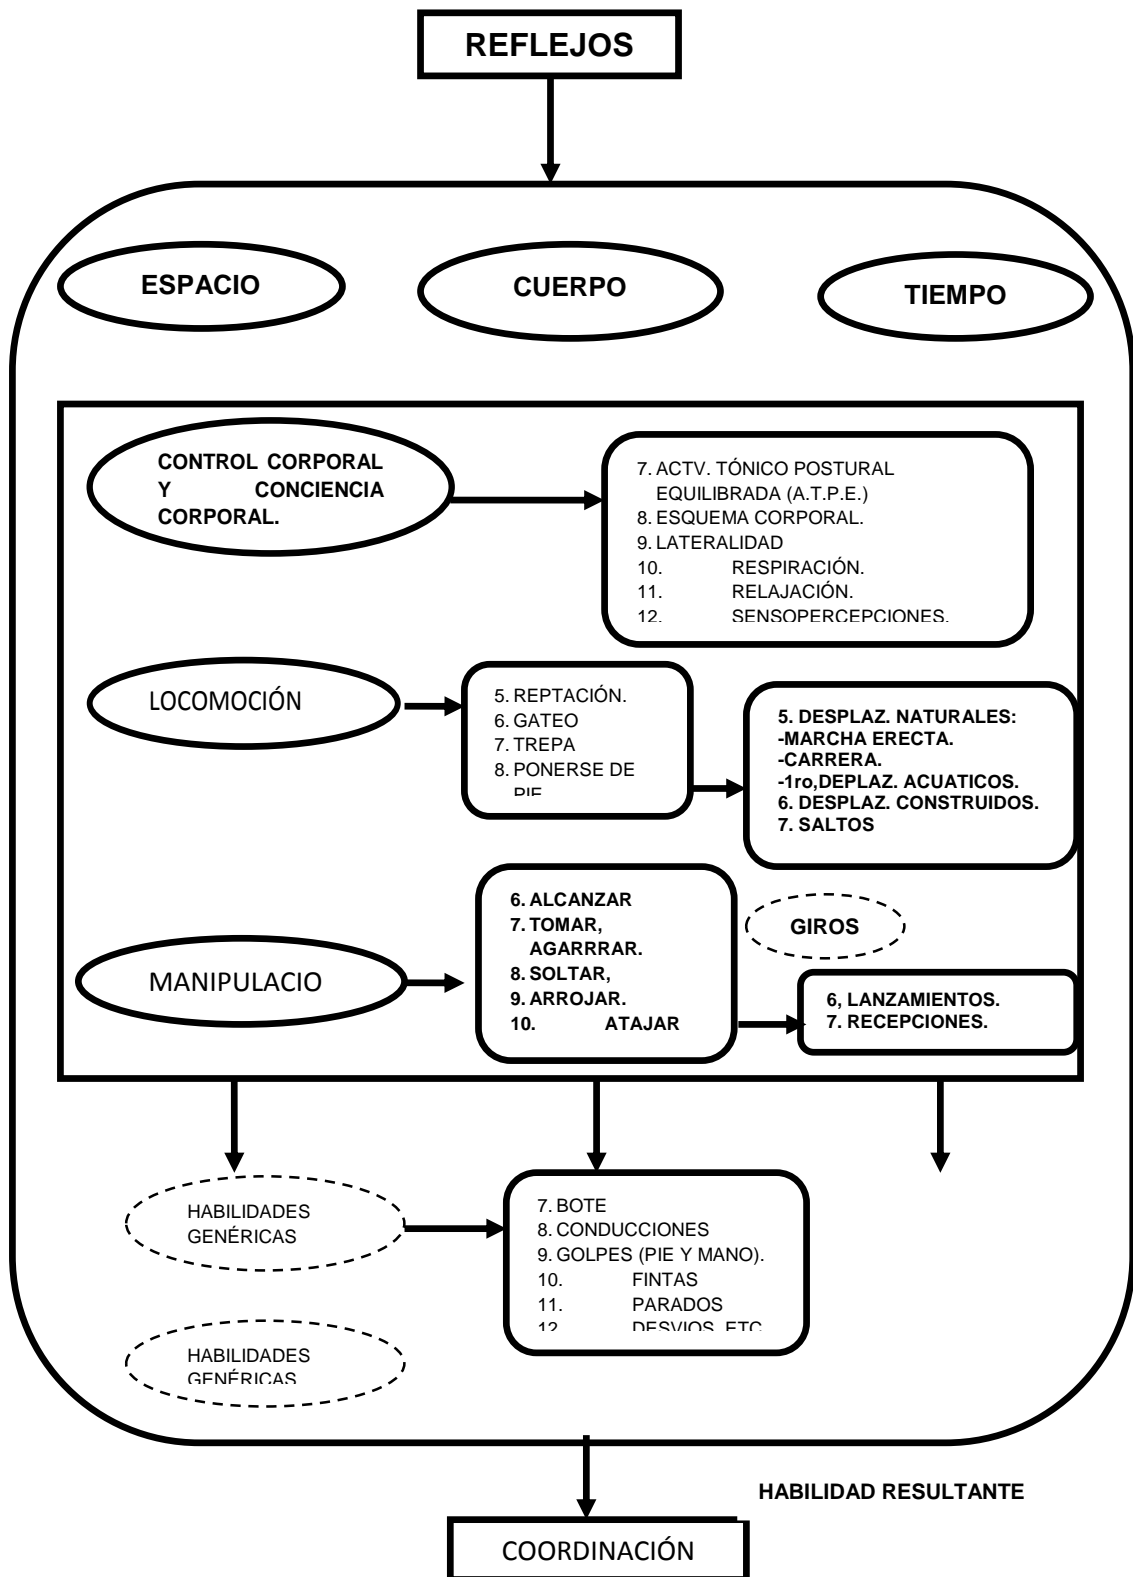 REFLEJOS
ESPACIO
CUERPO
TIEMPO
CONTROL CORPORAL
Y CONCIENCIA
CORPORAL.
7. ACTV. TÓNICO POSTURAL
EQUILIBRADA (A.T.P.E.)
8. ESQUEMA CORPORAL.
9. LATERALIDAD
10. RESPIRACIÓN.
11. RELAJACIÓN.
12. SENSOPERCEPCIONES.
LOCOMOCIÓN
5. REPTACIÓN.
6. GATEO
7. TREPA
8. PONERSE DE
PIE
5. DESPLAZ. NATURALES:
-MARCHA ERECTA.
-CARRERA.
-1ro,DEPLAZ. ACUATICOS.
6. DESPLAZ. CONSTRUIDOS.
7. SALTOS
MANIPULACIO
6. ALCANZAR
7. TOMAR,
AGARRRAR.
8. SOLTAR,
9. ARROJAR.
10. ATAJAR
GIROS
6, LANZAMIENTOS.
7. RECEPCIONES.
HABILIDADES
GENÉRICAS
7. BOTE
8. CONDUCCIONES
9. GOLPES (PIE Y MANO).
10. FINTAS
11. PARADOS
12. DESVIOS, ETC
HABILIDADES
GENÉRICAS
HABILIDAD RESULTANTE
COORDINACIÓN